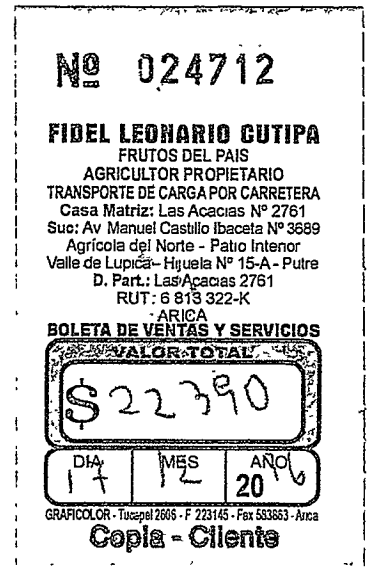 Nº 024712
FIDEL LEONARIO CUTIPA
FRUTOS DEL PAIS
AGRICULTOR PROPIETARIO
TRANSPORTE DE CARGA POR CARRETERA
Casa Matriz: Las Acacias Nº 2761
Suc: Av Manuel Castillo Ibaceta Nº 3689
Agrícola del Norte - Patio Interior
Valle de Lupica - Hijuela Nº 15-A - Putre
D. Part.: Las Acacias 2761
RUT: 6 813 322-K
- ARICA
BOLETA DE VENTAS Y SERVICIOS
VALOR TOTAL
$ 22390
DIA MES AÑO
17 12 2016
GRAFICOLOR - Tucapel 2606 - F 223145 - Fax 583863 - Arica
Copia - Cliente